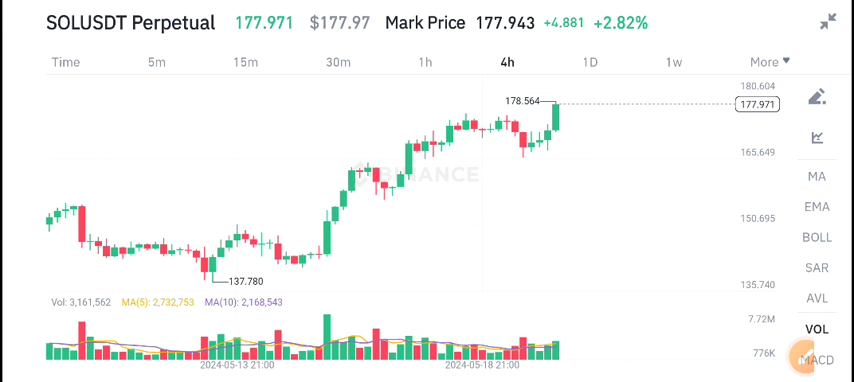 SOLUSDT Perpetual 177.971 $177.97 Mark Price 177.943 +4.881 +2.82%
Time 5m 15m 30m 1h 4h 1D 1w More
180.604
178.564
177.971
165.649
BINANCE
MA
EMA
150.695
BOLL
SAR
137.780
135.740
AVL
Vol: 3,161,562 MA(5): 2,732,753 MA(10): 2,168,543
7.72M
VOL
776K
MACD
2024-05-13 21:00 2024-05-18 21:00